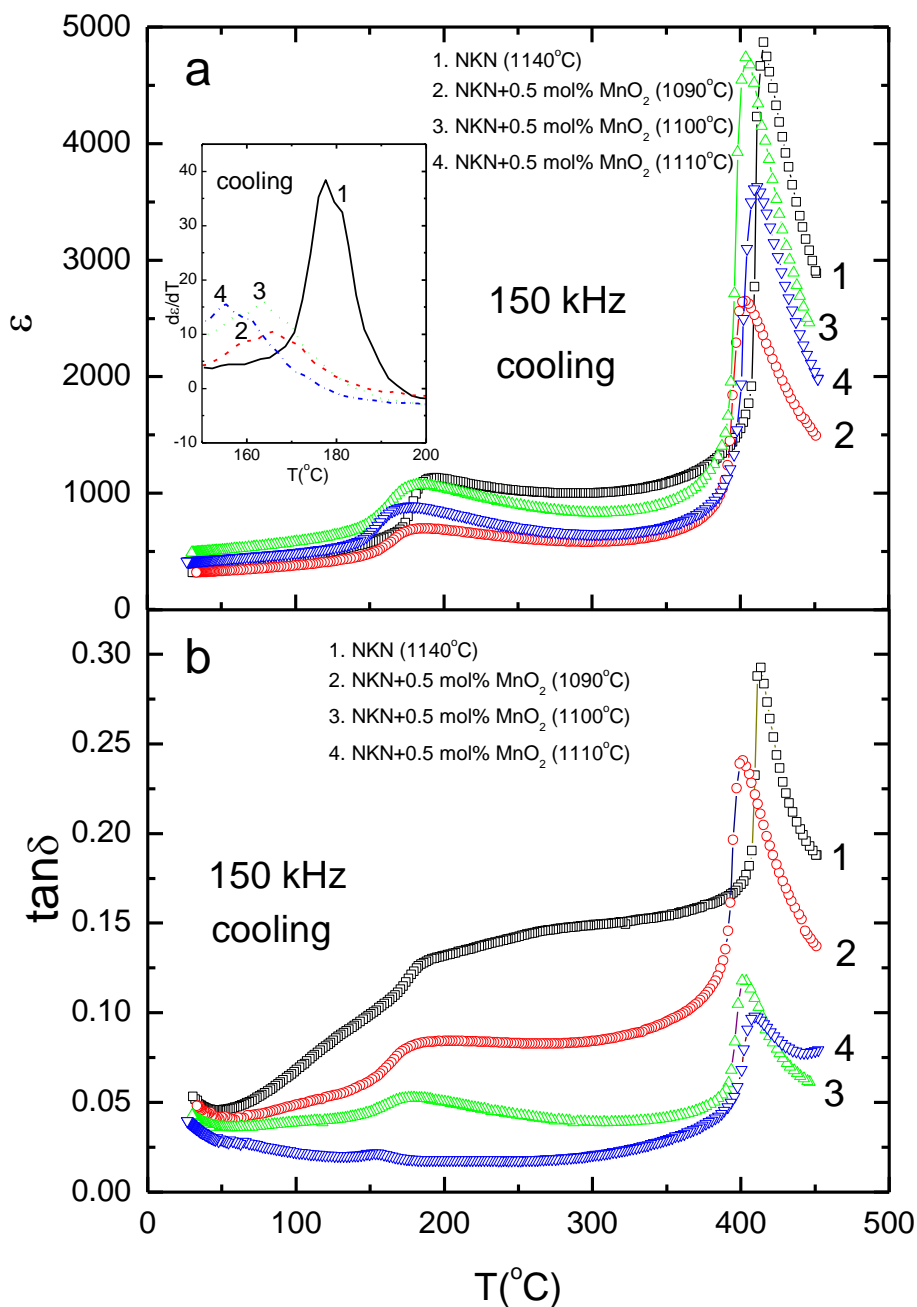 5000
4000
3000
2000
1000
0
ε
a
1. NKN (1140°C)
2. NKN+0.5 mol% MnO₂ (1090°C)
3. NKN+0.5 mol% MnO₂ (1100°C)
4. NKN+0.5 mol% MnO₂ (1110°C)
40
30
20
10
0
-10
dε/dT
cooling
1
4
3
2
160
180
200
T(°C)
150 kHz
cooling
1
3
4
2
0.30
0.25
0.20
0.15
0.10
0.05
0.00
tanδ
b
1. NKN (1140°C)
2. NKN+0.5 mol% MnO₂ (1090°C)
3. NKN+0.5 mol% MnO₂ (1100°C)
4. NKN+0.5 mol% MnO₂ (1110°C)
150 kHz
cooling
1
2
4
3
0
100
200
300
400
500
T(°C)